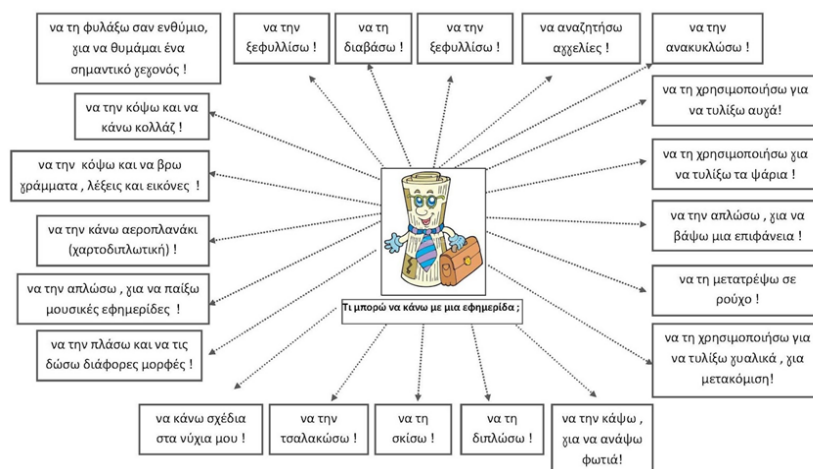 να τη φυλάξω σαν ενθύμιο,
για να θυμάμαι ένα
σημαντικό γεγονός !
να την
ξεφυλλίσω !
να τη
διαβάσω !
να την
ξεφυλλίσω !
να αναζητήσω
αγγελίες !
να την
ανακυκλώσω !
να την κόψω και να
κάνω κολλάζ !
να τη χρησιμοποιήσω για
να τυλίξω αυγά!
να την κόψω και να βρω
γράμματα , λέξεις και εικόνες !
να τη χρησιμοποιήσω για
να τυλίξω τα ψάρια !
να την κάνω αεροπλανάκι
(χαρτοδιπλωτική) !
να την απλώσω , για να
βάψω μια επιφάνεια !
να την απλώσω , για να παίξω
μουσικές εφημερίδες !
να τη μετατρέψω σε
ρούχο !
Τι μπορώ να κάνω με μια εφημερίδα ;
να την πλάσω και να τις
δώσω διάφορες μορφές !
να τη χρησιμοποιήσω για
να τυλίξω γυαλικά , για
μετακόμιση!
να κάνω σχέδια
στα νύχια μου !
να την
τσαλακώσω !
να τη
σκίσω !
να τη
διπλώσω !
να την κάψω ,
για να ανάψω
φωτιά!